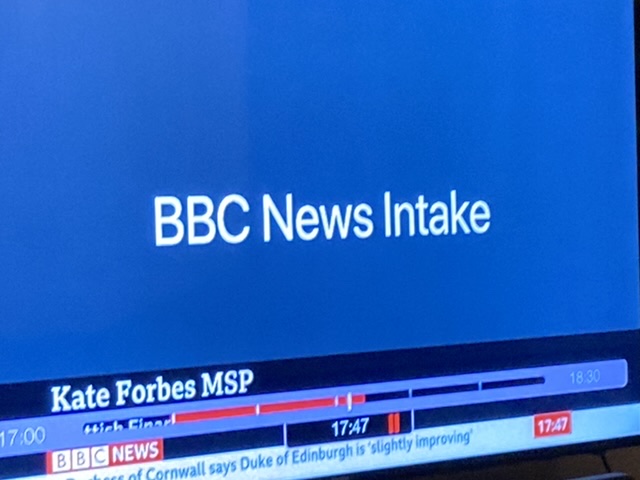 BBC News Intake
Kate Forbes MSP
17:00
18:30
17:47
BBC NEWS
17:47
of Cornwall says Duke of Edinburgh is 'slightly improving'